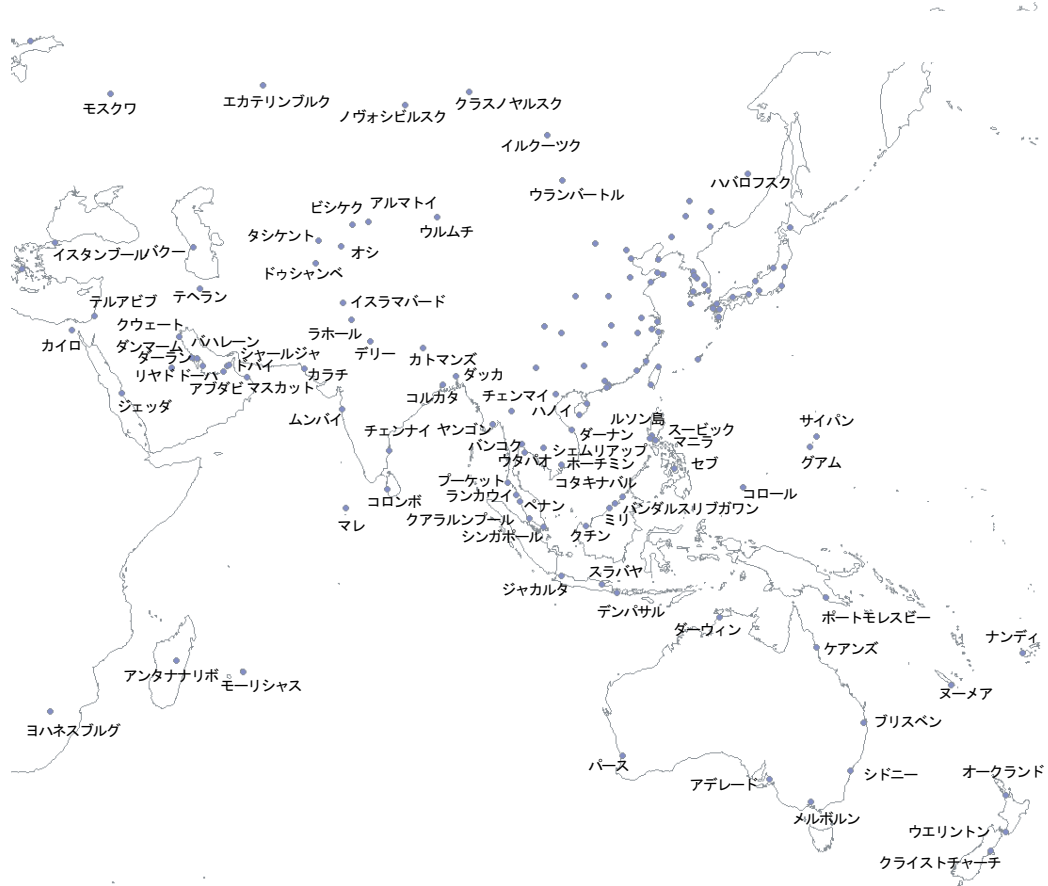 モスクワ
エカテリンブルク
ノヴォシビルスク
クラスノヤルスク
イルクーツク
ウランバートル
ハバロフスク
ビシケク
アルマトイ
ウルムチ
タシケント
オシ
ドゥシャンベ
イスタンブール
バクー
テヘラン
イスラマバード
テルアビブ
カイロ
クウェート
ダンマーム
バハレーン
ダーラン
シャールジャ
リヤド
ドーハ
ドバイ
アブダビ
マスカット
カラチ
ジェッダ
ラホール
デリー
カトマンズ
ダッカ
コルカタ
ムンバイ
チェンナイ
ヤンゴン
チェンマイ
ハノイ
バンコク
ダーナン
シェムリアップ
ウタパオ
ホーチミン
ルソン島
スービック
マニラ
セブ
サイパン
グアム
コロール
コロンボ
マレ
プーケット
ランカウイ
ペナン
コタキナバル
バンダルスリブガワン
ミリ
クアラルンプール
シンガポール
クチン
ジャカルタ
スラバヤ
デンパサル
ダーウィン
ポートモレスビー
ケアンズ
ナンディ
ヌーメア
アンタナナリボ
モーリシャス
ヨハネスブルグ
ブリスベン
パース
アデレード
シドニー
メルボルン
オークランド
ウエリントン
クライストチャーチ